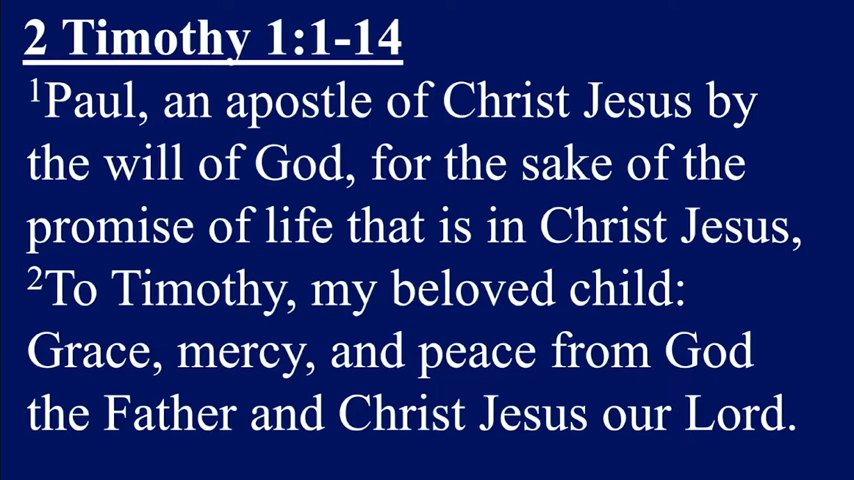 2 Timothy 1:1-14
¹Paul, an apostle of Christ Jesus by
the will of God, for the sake of the
promise of life that is in Christ Jesus,
²To Timothy, my beloved child:
Grace, mercy, and peace from God
the Father and Christ Jesus our Lord.